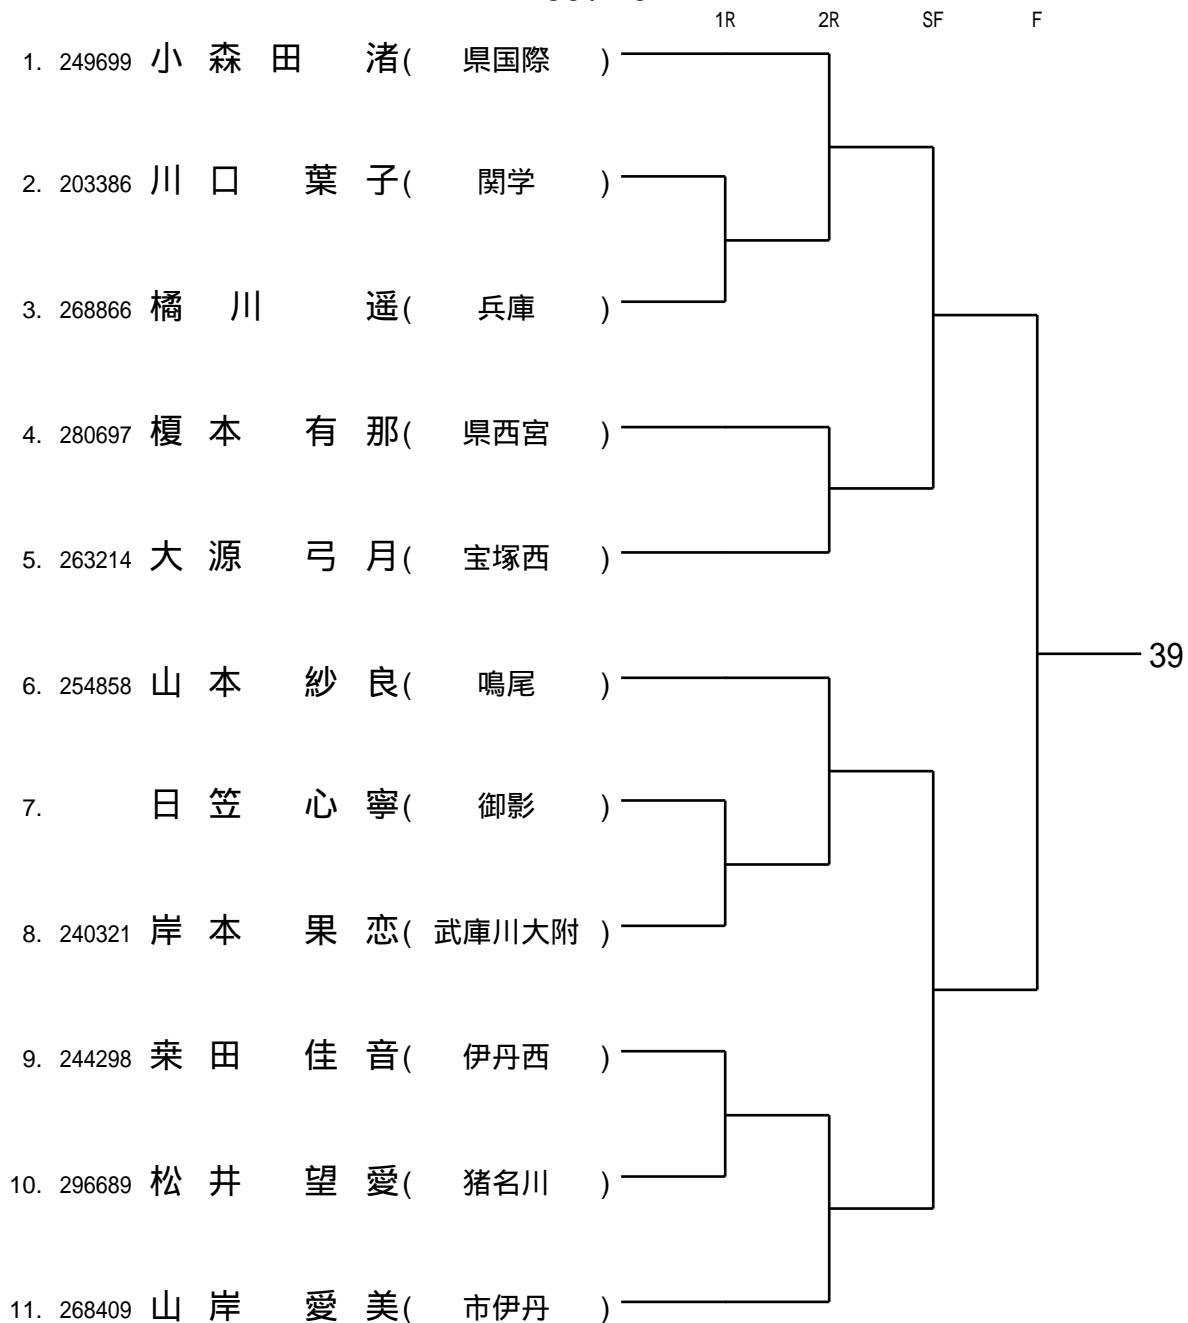 1R 2R SF F
1. 249699 小森田 渚( 県国際 )
2. 203386 川口 葉子( 関学 )
3. 268866 橘川 遥( 兵庫 )
4. 280697 榎本 有那( 県西宮 )
5. 263214 大源 弓月( 宝塚西 )
39
6. 254858 山本 紗良( 鳴尾 )
7. 日笠 心寧( 御影 )
8. 240321 岸本 果恋( 武庫川大附 )
9. 244298 桒田 佳音( 伊丹西 )
10. 296689 松井 望愛( 猪名川 )
11. 268409 山岸 愛美( 市伊丹 )